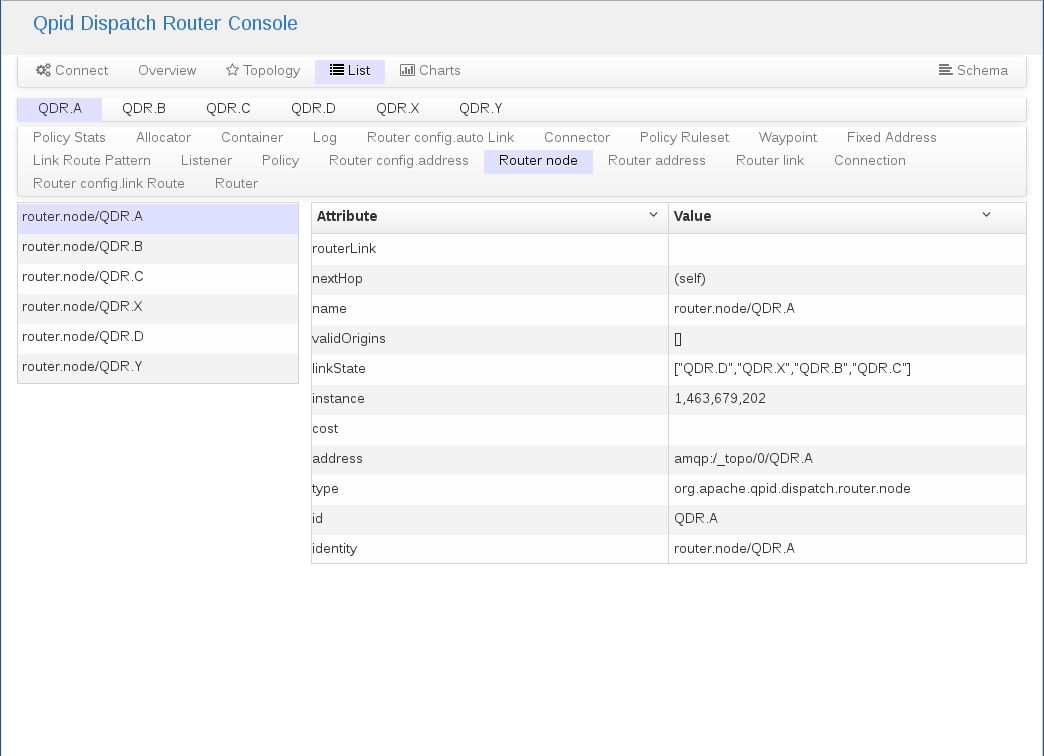 Qpid Dispatch Router Console
Connect Overview Topology List Charts Schema
QDR.A QDR.B QDR.C QDR.D QDR.X QDR.Y
Policy Stats Allocator Container Log Router config.auto Link Connector Policy Ruleset Waypoint Fixed Address
Link Route Pattern Listener Policy Router config.address Router node Router address Router link Connection
Router config.link Route Router
router.node/QDR.A
router.node/QDR.B
router.node/QDR.C
router.node/QDR.X
router.node/QDR.D
router.node/QDR.Y
Attribute Value
routerLink
nextHop (self)
name router.node/QDR.A
validOrigins []
linkState ["QDR.D","QDR.X","QDR.B","QDR.C"]
instance 1,463,679,202
cost
address amqp:/_topo/0/QDR.A
type org.apache.qpid.dispatch.router.node
id QDR.A
identity router.node/QDR.A